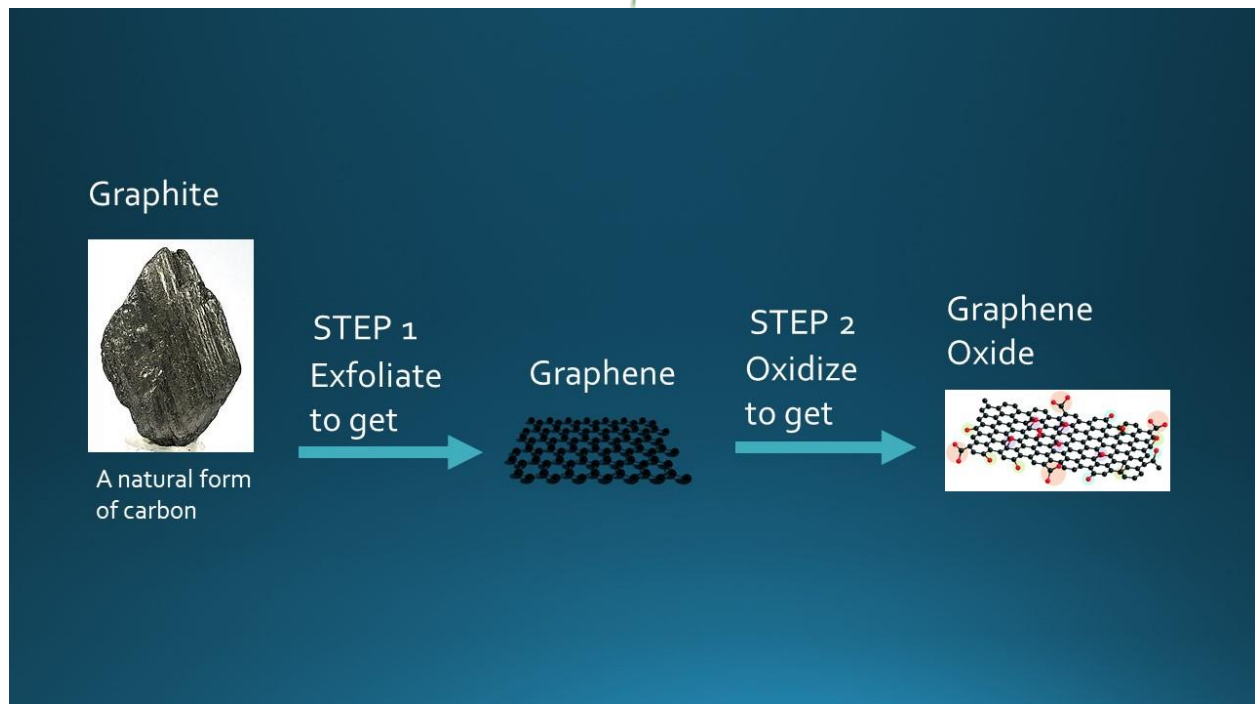 Graphite
A natural form
of carbon
STEP 1
Exfoliate
to get
Graphene
STEP 2
Oxidize
to get
Graphene
Oxide